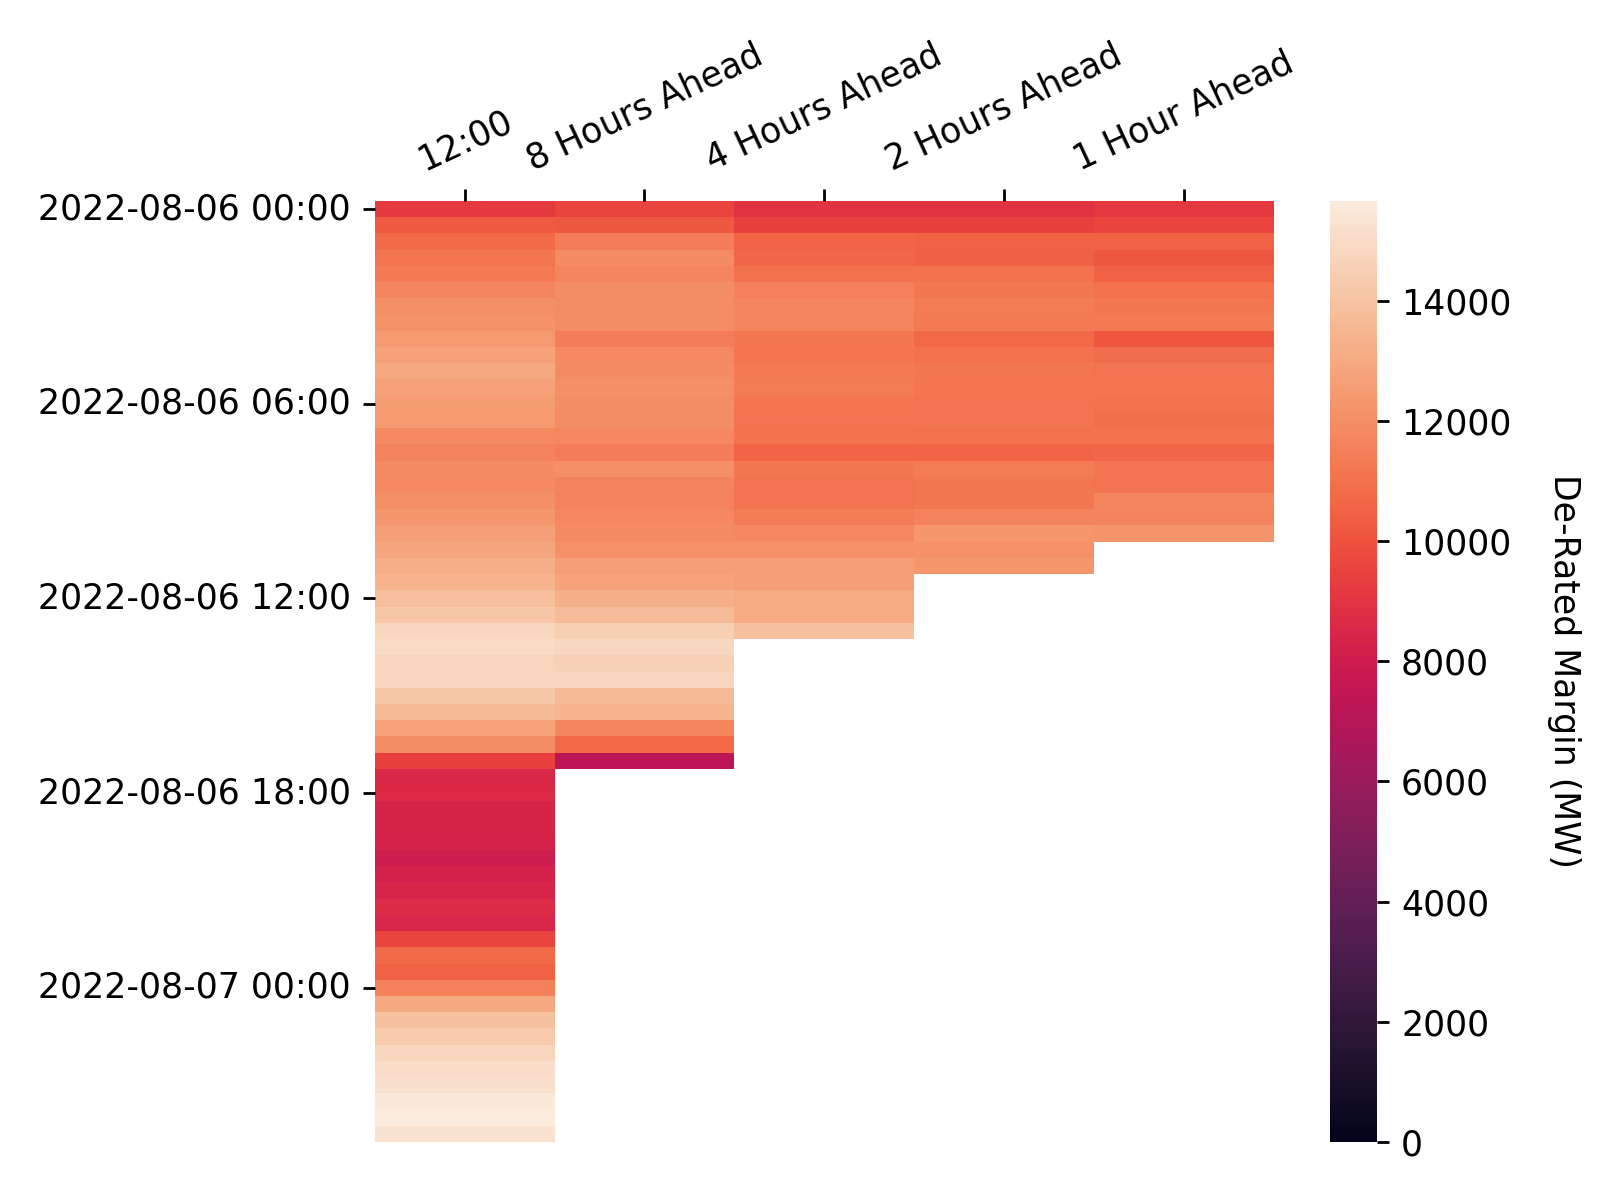 12:00
8 Hours Ahead
4 Hours Ahead
2 Hours Ahead
1 Hour Ahead
2022-08-06 00:00
2022-08-06 06:00
2022-08-06 12:00
2022-08-06 18:00
2022-08-07 00:00
14000
12000
10000
8000
6000
4000
2000
0
De-Rated Margin (MW)